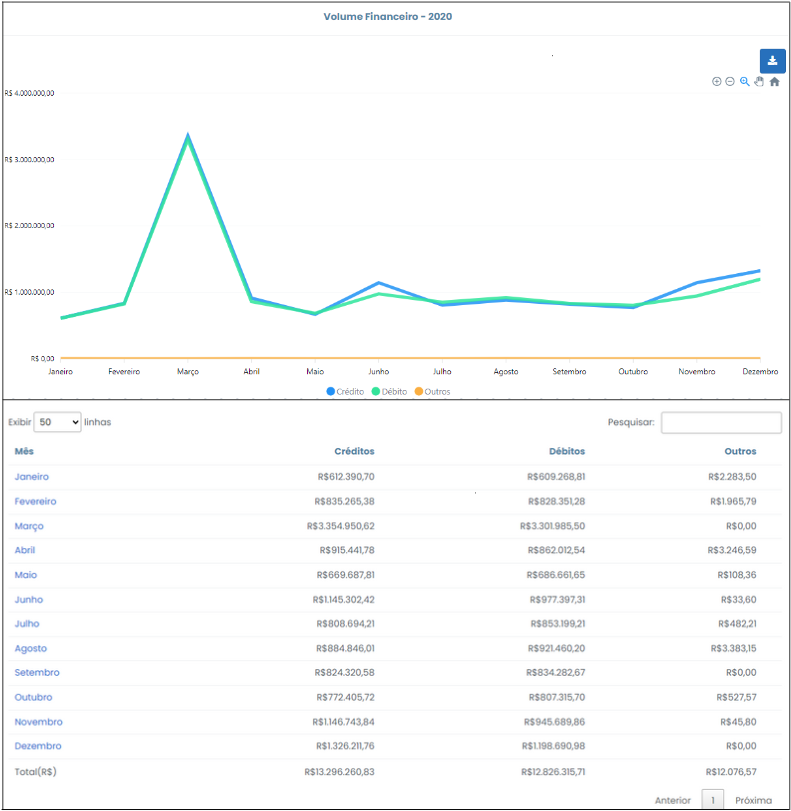 Volume Financeiro - 2020
R$ 4.000.000,00
R$ 3.000.000,00
R$ 2.000.000,00
R$ 1.000.000,00
R$ 0,00
Janeiro Fevereiro Março Abril Maio Junho Julho Agosto Setembro Outubro Novembro Dezembro
Crédito Débito Outros
Exibir 50 linhas Pesquisar:
Mês Créditos Débitos Outros
Janeiro R$612.390,70 R$609.268,81 R$2.283,50
Fevereiro R$835.265,38 R$828.351,28 R$1.965,79
Março R$3.354.950,62 R$3.301.985,50 R$0,00
Abril R$915.441,78 R$862.012,54 R$3.246,59
Maio R$669.687,81 R$686.661,65 R$108,36
Junho R$1.145.302,42 R$977.397,31 R$33,60
Julho R$808.694,21 R$853.199,21 R$482,21
Agosto R$884.846,01 R$921.460,20 R$3.383,15
Setembro R$824.320,58 R$834.282,67 R$0,00
Outubro R$772.405,72 R$807.315,70 R$527,57
Novembro R$1.146.743,84 R$945.689,86 R$45,80
Dezembro R$1.326.211,76 R$1.198.690,98 R$0,00
Total(R$) R$13.296.260,83 R$12.826.315,71 R$12.076,57
Anterior 1 Próxima